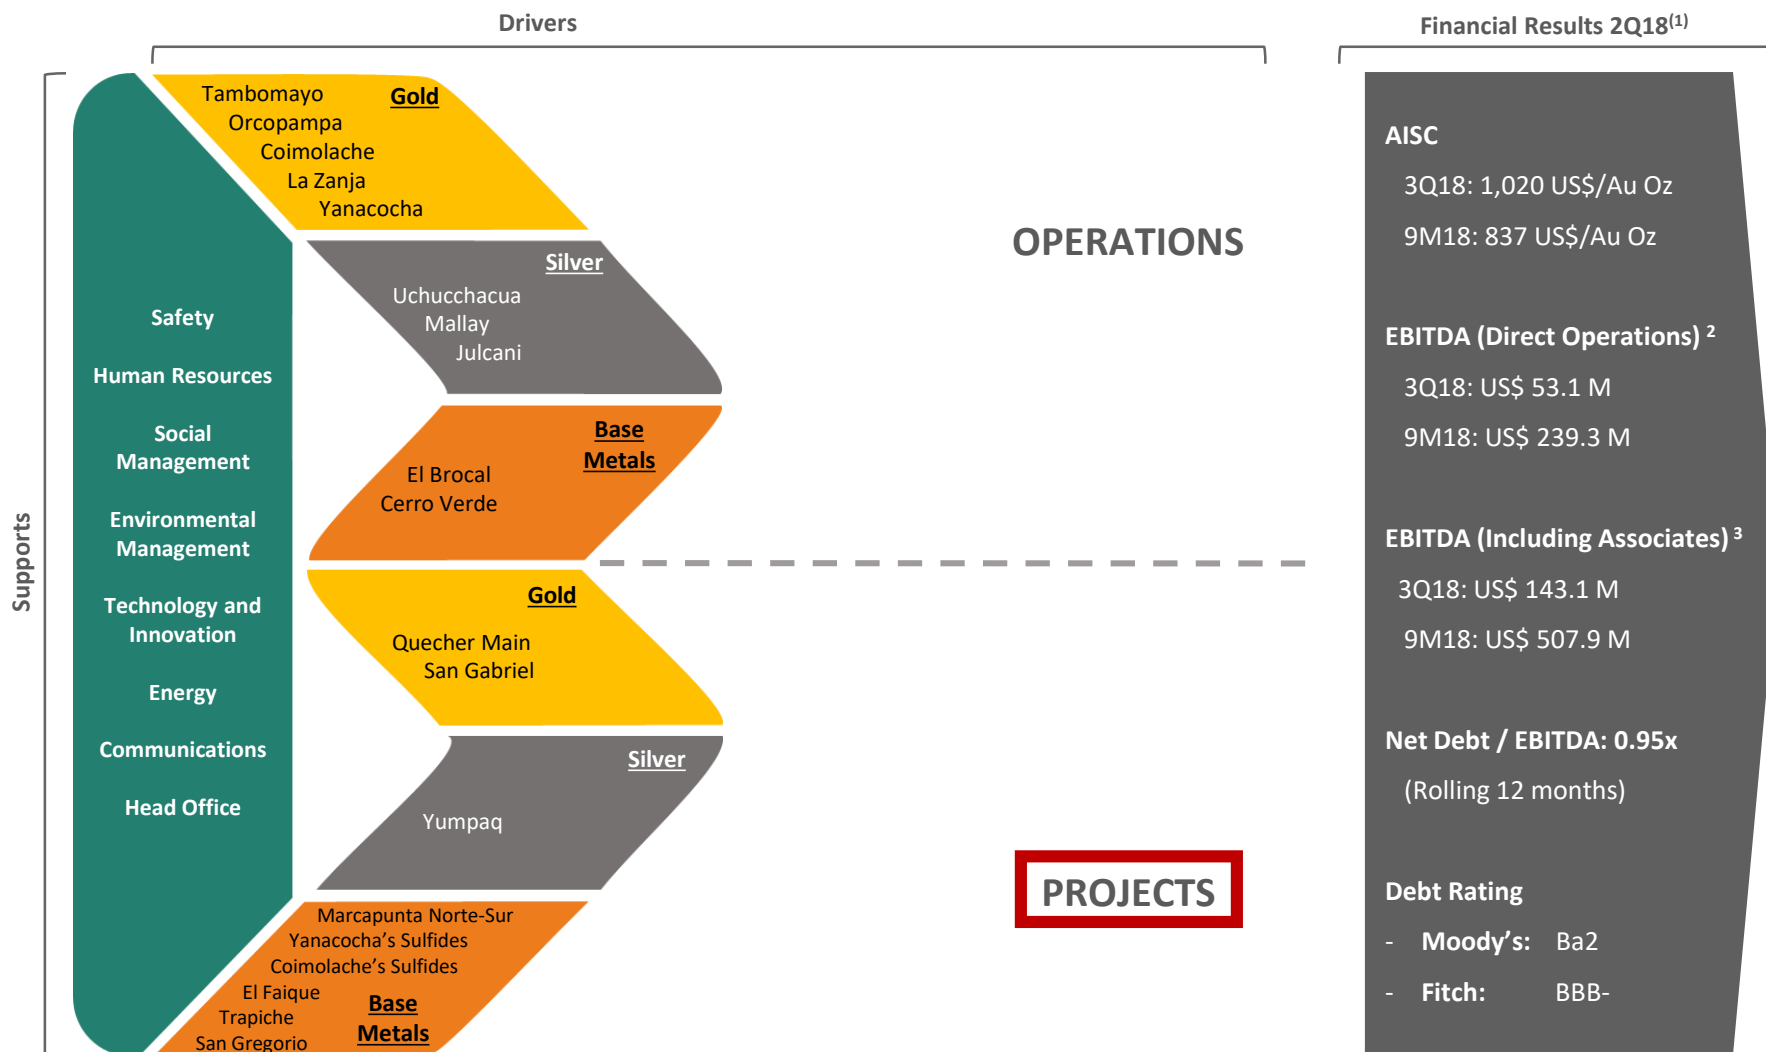 Drivers
Financial Results 2Q18(1)
Supports
Safety
Human Resources
Social
Management
Environmental
Management
Technology and
Innovation
Energy
Communications
Head Office
Gold
Tambomayo
Orcopampa
Coimolache
La Zanja
Yanacocha
Silver
Uchucchacua
Mallay
Julcani
Base
Metals
El Brocal
Cerro Verde
OPERATIONS
Gold
Quecher Main
San Gabriel
Silver
Yumpaq
Marcapunta Norte-Sur
Yanacocha’s Sulfides
Coimolache’s Sulfides
El Faique
Trapiche
San Gregorio
Base
Metals
PROJECTS
AISC
3Q18: 1,020 US$/Au Oz
9M18: 837 US$/Au Oz
EBITDA (Direct Operations) 2
3Q18: US$ 53.1 M
9M18: US$ 239.3 M
EBITDA (Including Associates) 3
3Q18: US$ 143.1 M
9M18: US$ 507.9 M
Net Debt / EBITDA: 0.95x
(Rolling 12 months)
Debt Rating
- Moody’s: Ba2
- Fitch: BBB-